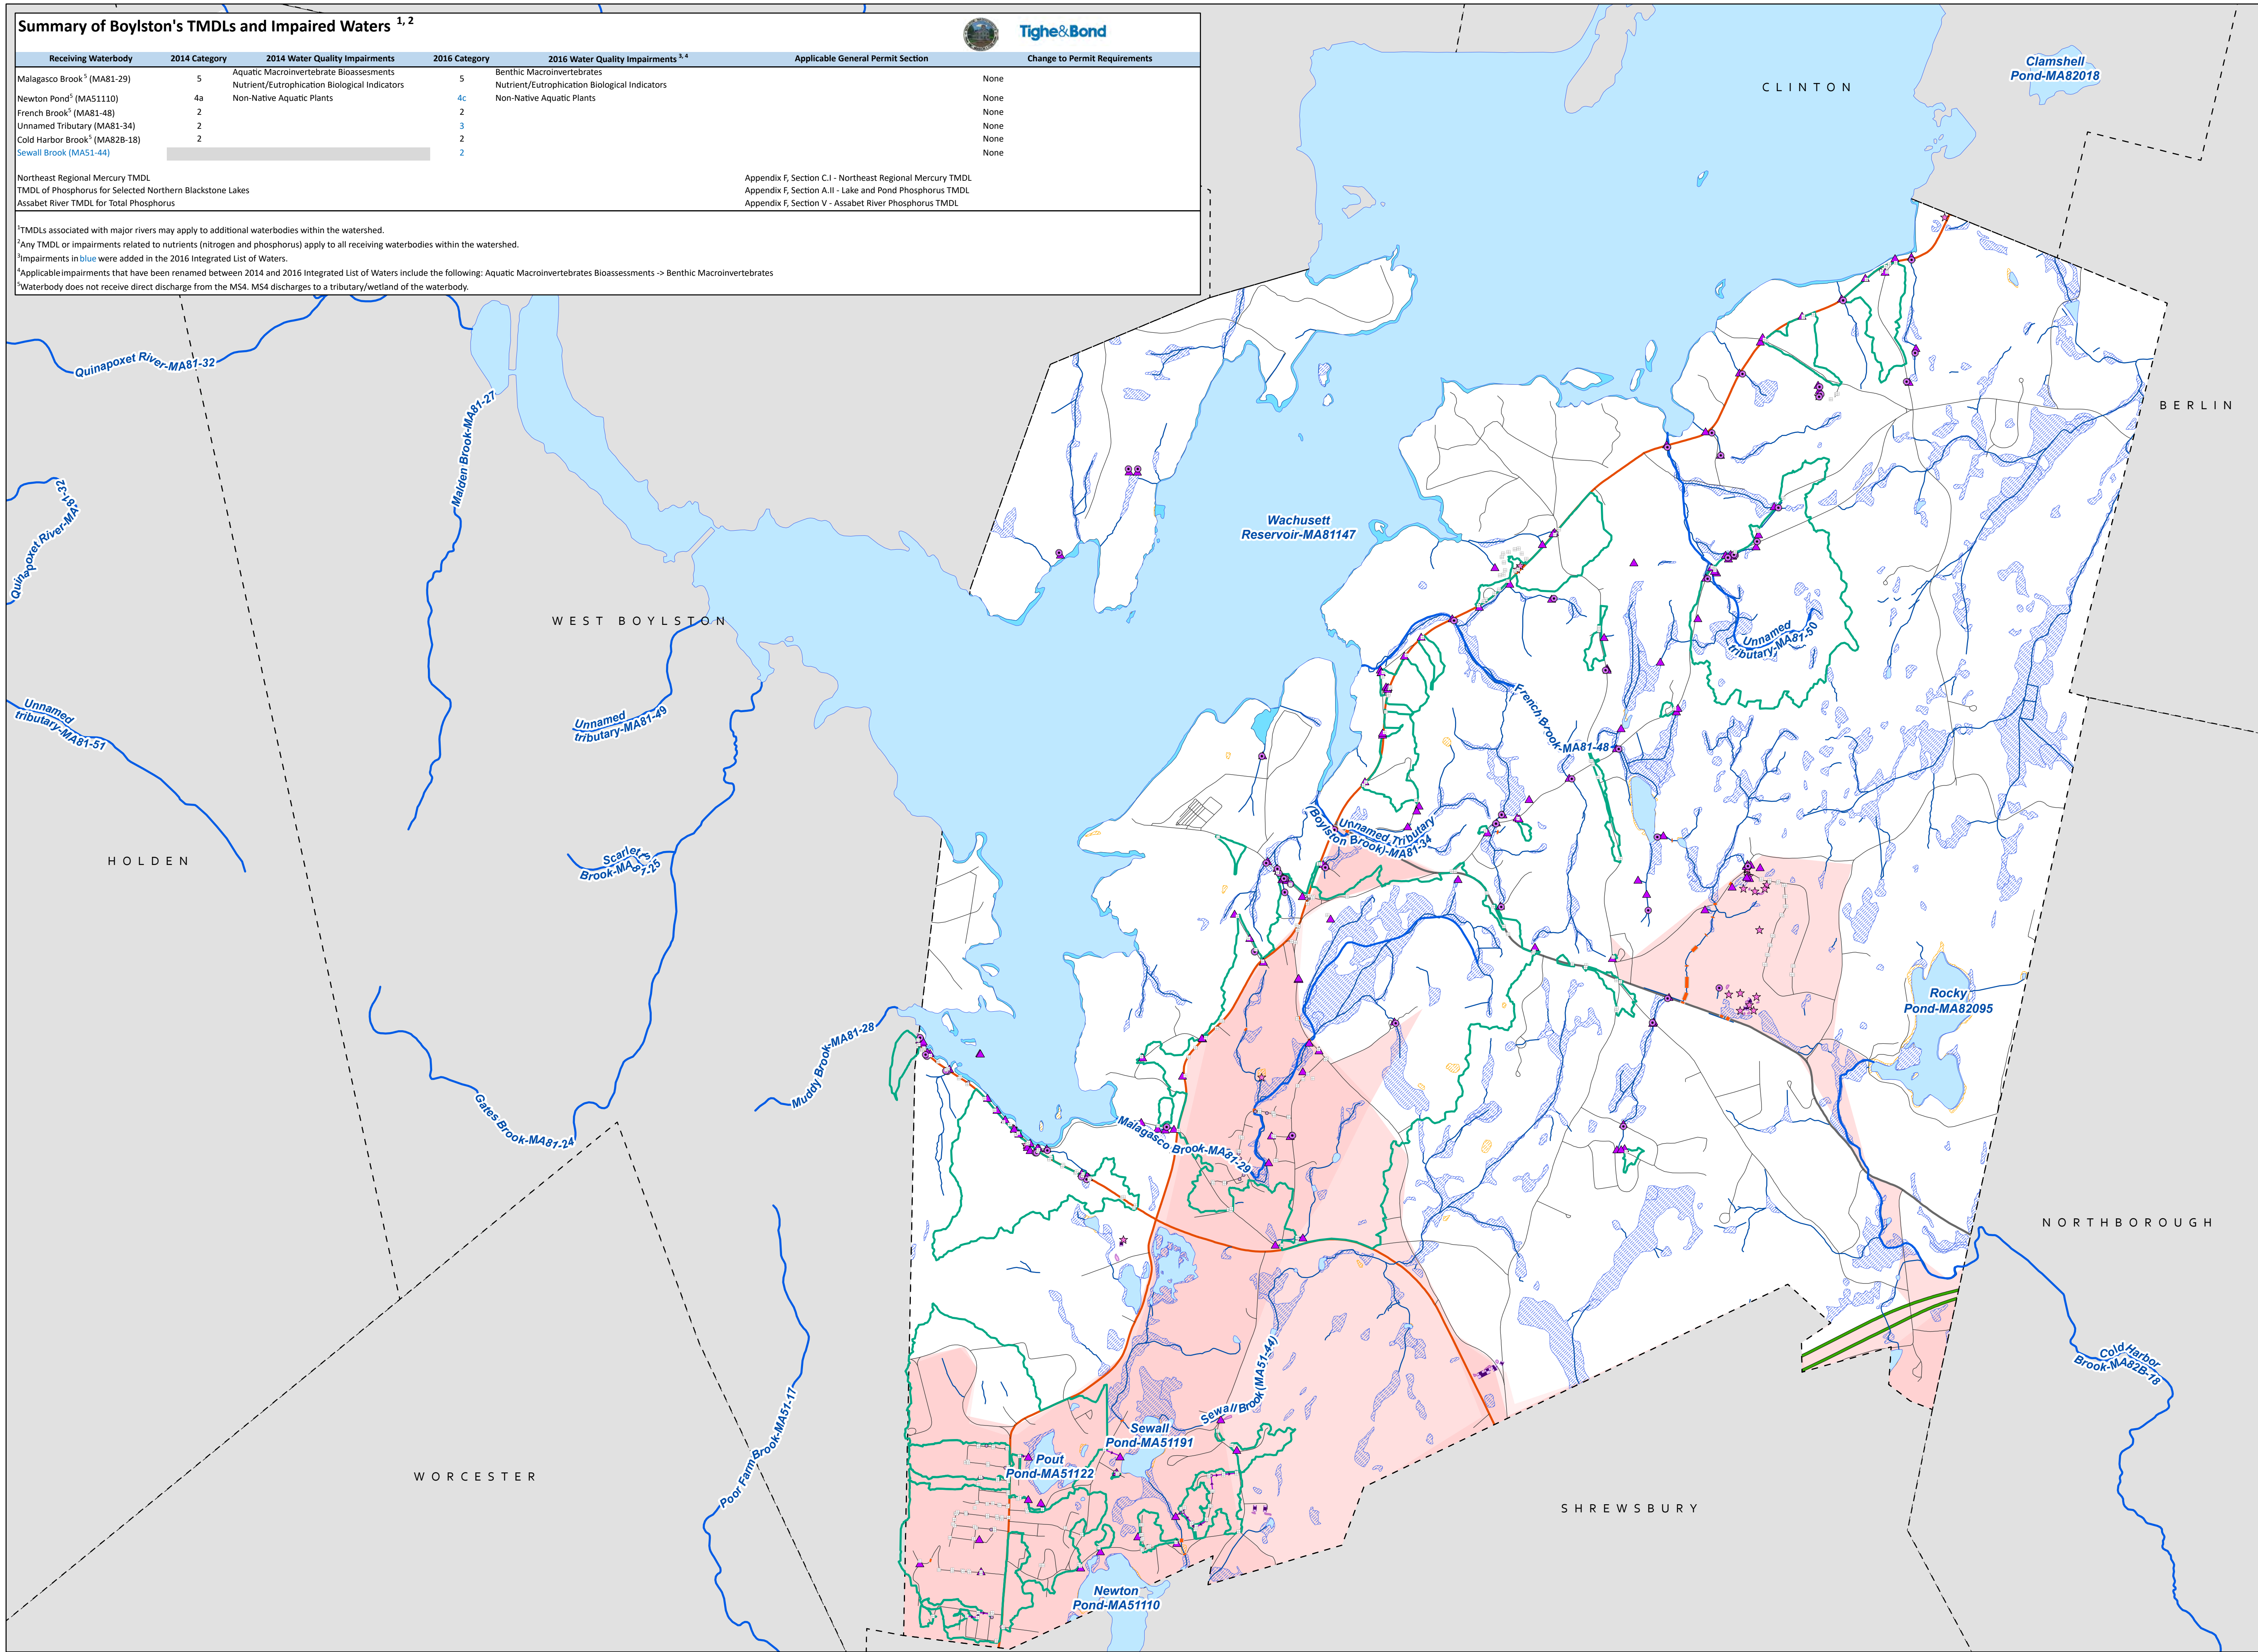 Summary of Boylston's TMDLs and Impaired Waters 1, 2
Tighe&Bond
Receiving Waterbody 2014 Category 2014 Water Quality Impairments 2016 Category 2016 Water Quality Impairments 3, 4 Applicable General Permit Section Change to Permit Requirements
Malagasco Brook5 (MA81-29) 5 Aquatic Macroinvertebrate Bioassesments 5 Benthic Macroinvertebrates None
Nutrient/Eutrophication Biological Indicators Nutrient/Eutrophication Biological Indicators
Newton Pond5 (MA51110) 4a Non-Native Aquatic Plants 4c Non-Native Aquatic Plants None
French Brook5 (MA81-48) 2 2 None
Unnamed Tributary (MA81-34) 2 3 None
Cold Harbor Brook5 (MA82B-18) 2 2 None
Sewall Brook (MA51-44) 2 None
Northeast Regional Mercury TMDL Appendix F, Section C.I - Northeast Regional Mercury TMDL
TMDL of Phosphorus for Selected Northern Blackstone Lakes Appendix F, Section A.II - Lake and Pond Phosphorus TMDL
Assabet River TMDL for Total Phosphorus Appendix F, Section V - Assabet River Phosphorus TMDL
1TMDLs associated with major rivers may apply to additional waterbodies within the watershed.
2Any TMDL or impairments related to nutrients (nitrogen and phosphorus) apply to all receiving waterbodies within the watershed.
3Impairments in blue were added in the 2016 Integrated List of Waters.
4Applicable impairments that have been renamed between 2014 and 2016 Integrated List of Waters include the following: Aquatic Macroinvertebrates Bioassessments -> Benthic Macroinvertebrates
5Waterbody does not receive direct discharge from the MS4. MS4 discharges to a tributary/wetland of the waterbody.
Clamshell
Pond-MA82018
CLINTON
Quinapoxet River-MA81-32
BERLIN
Malden Brook-MA81-27
Quinapoxet River-MA81-32
Wachusett
Reservoir-MA81147
WEST BOYLSTON
Unnamed
tributary-MA81-50
Unnamed
tributary-MA81-51
Unnamed
tributary-MA81-49
French Brook-MA81-48
Unnamed Tributary
(Boylston Brook)-MA81-34
HOLDEN
Scarletts
Brook-MA81-25
Rocky
Pond-MA82095
Muddy Brook-MA81-28
Gates Brook-MA81-24
Malagasco Brook-MA81-29
NORTHBOROUGH
Cold Harbor
Brook-MA82B-18
Sewall Brook (MA51-44)
Poor Farm Brook-MA51-17
Sewall
Pond-MA51191
Pout
Pond-MA51122
WORCESTER
SHREWSBURY
Newton
Pond-MA51110